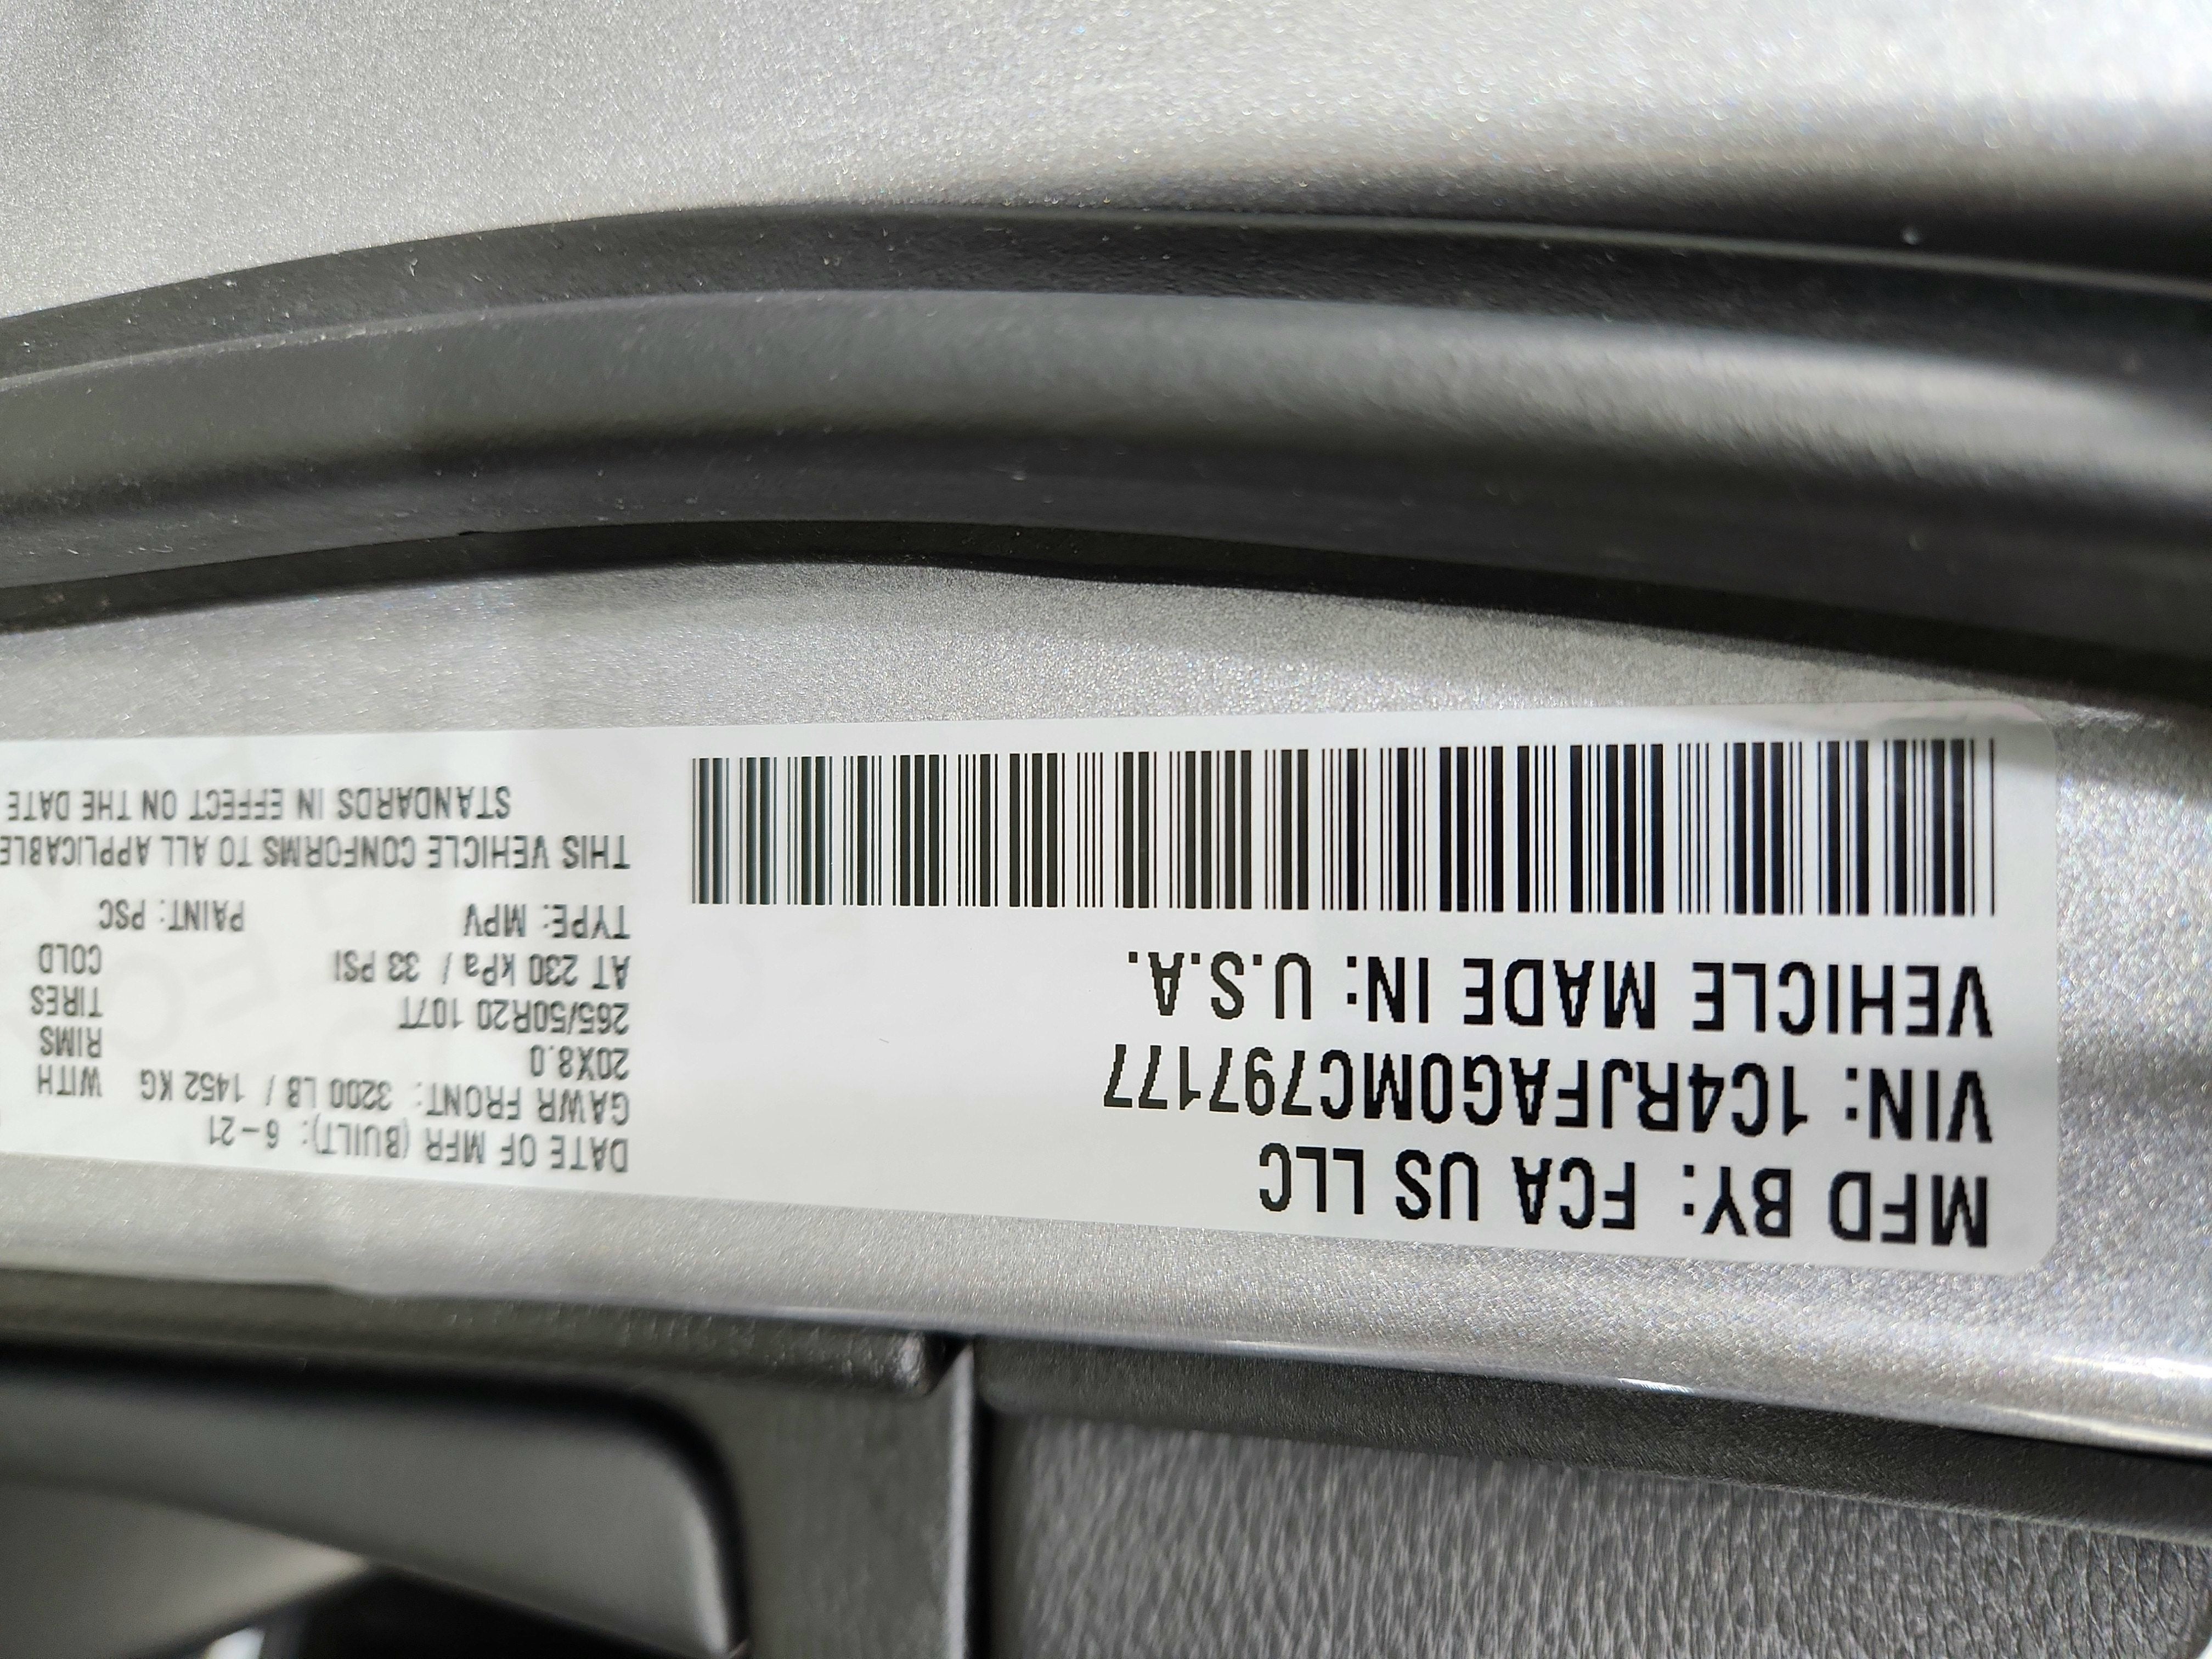 MFD BY: FCA US LLC
VIN: 1C4RJFAG0MC797177
VEHICLE MADE IN: U.S.A.
DATE OF MFR (BUILT): 6-21
GAWR FRONT: 3200 LB / 1452 KG WITH
20X8.0 RIMS
265/50R20 107T TIRES
AT 230 kPa / 33 PSI COLD
TYPE: MPV PAINT: PSC
THIS VEHICLE CONFORMS TO ALL APPLICABLE
STANDARDS IN EFFECT ON THE DATE